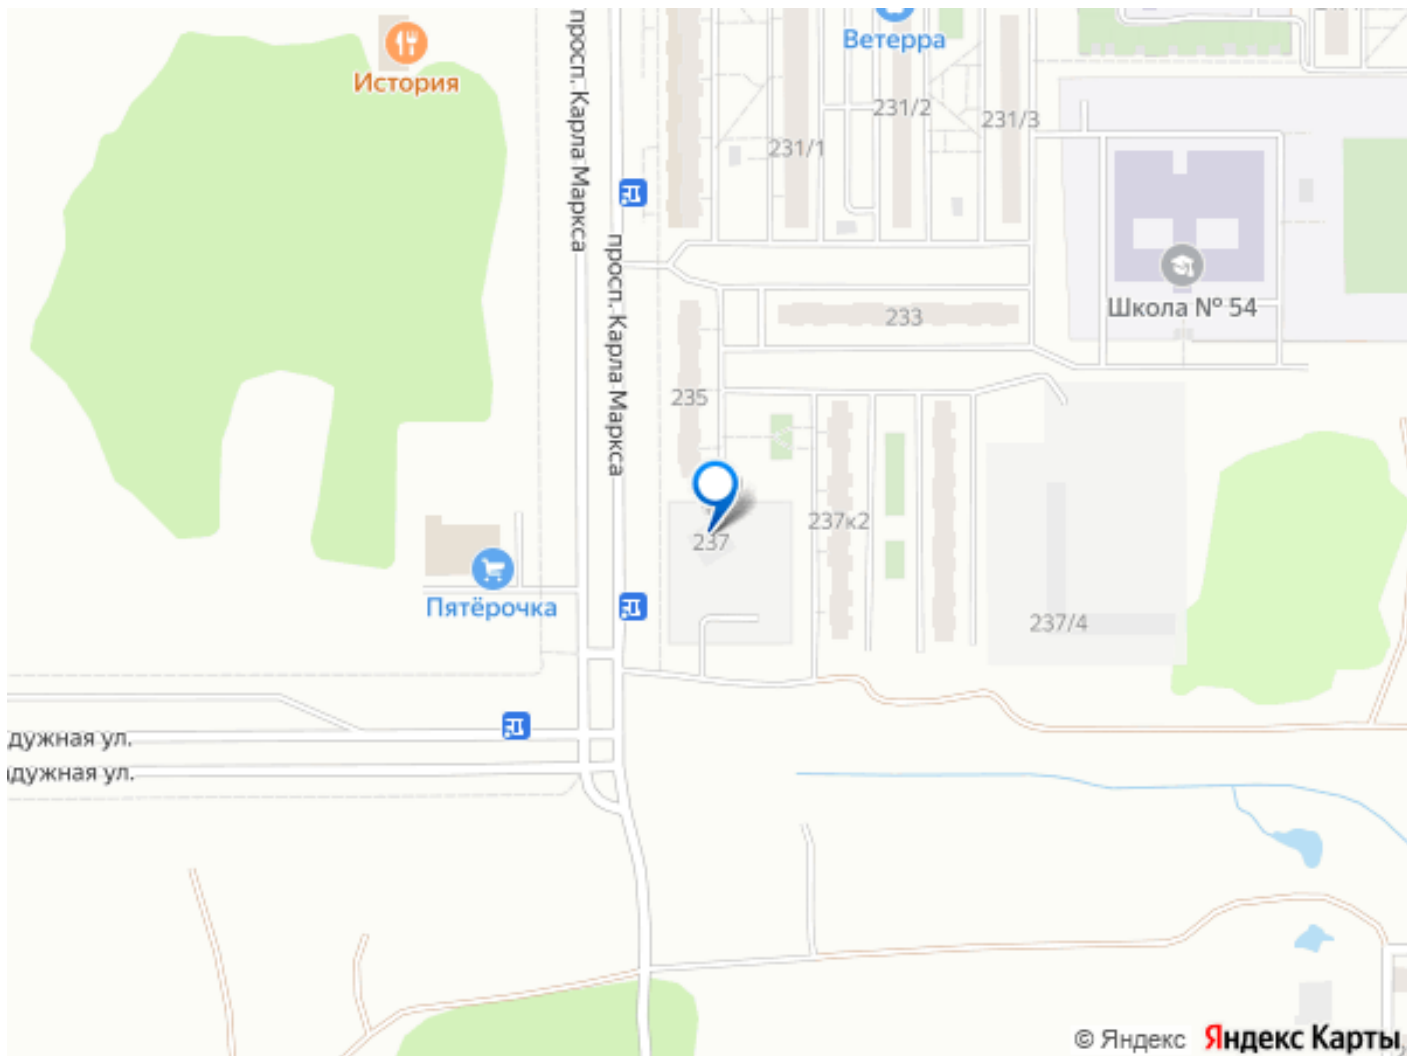 История
Ветерра
просп. Карла Маркса
просп. Карла Маркса
231/1
231/2
231/3
Школа № 54
233
235
237
237к2
237/4
Пятёрочка
дужная ул.
дужная ул.
© Яндекс Яндекс Карты